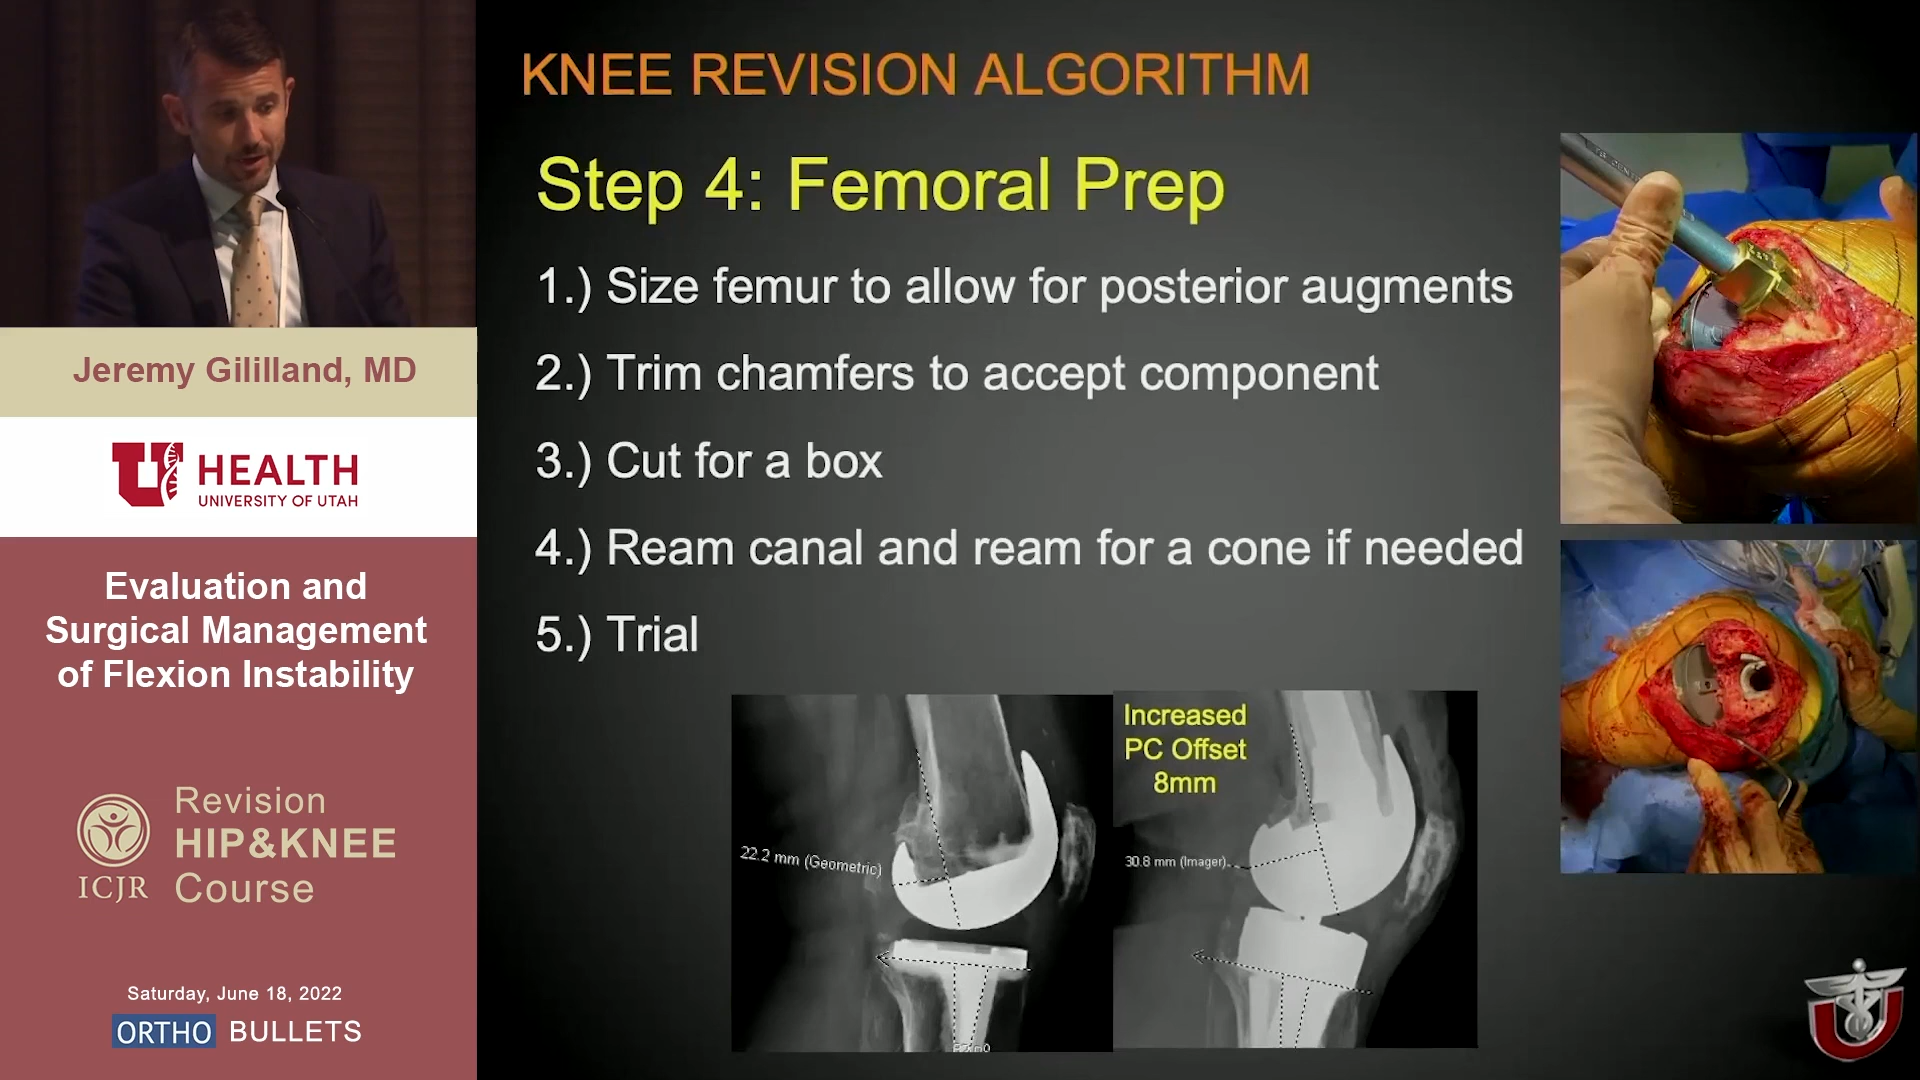 Jeremy Gililland, MD
U HEALTH
UNIVERSITY OF UTAH
Evaluation and
Surgical Management
of Flexion Instability
ICJR
Revision
HIP&KNEE
Course
Saturday, June 18, 2022
ORTHO BULLETS
KNEE REVISION ALGORITHM
Step 4: Femoral Prep
1.) Size femur to allow for posterior augments
2.) Trim chamfers to accept component
3.) Cut for a box
4.) Ream canal and ream for a cone if needed
5.) Trial
22.2 mm (Geometric)
Increased
PC Offset
8mm
30.8 mm (Imager)
U